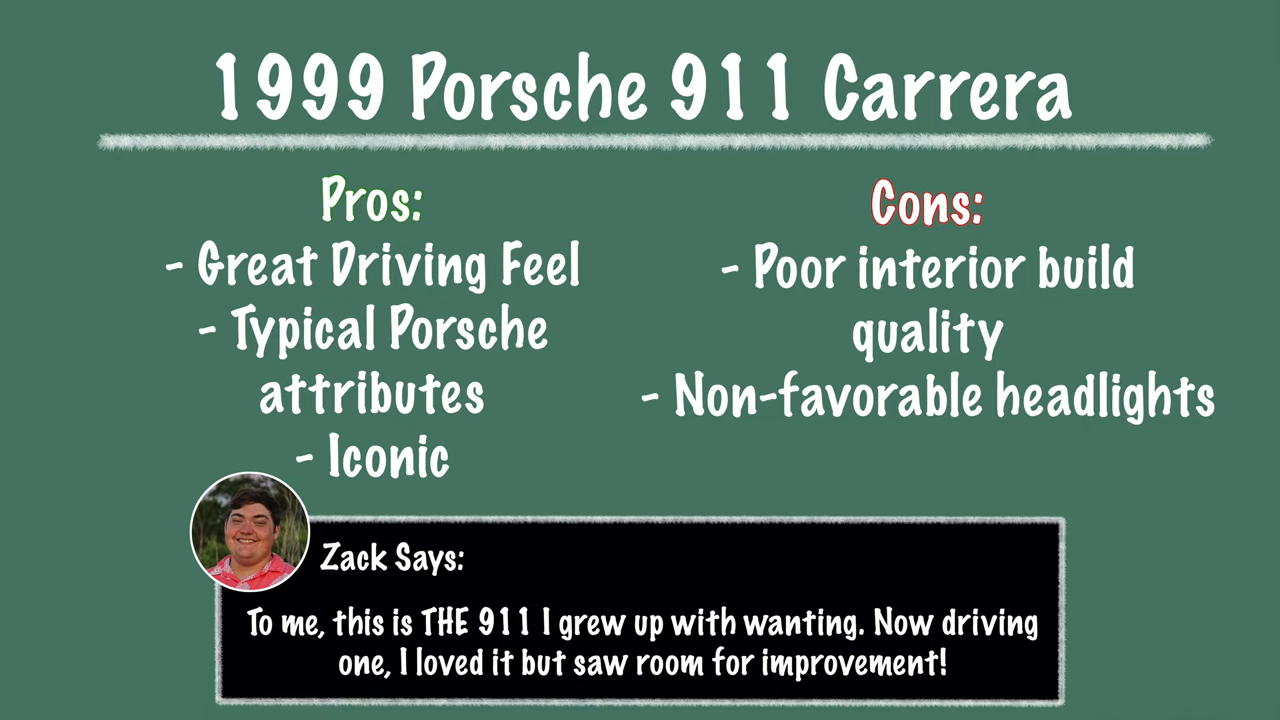 1999 Porsche 911 Carrera
Pros:
- Great Driving Feel
- Typical Porsche
attributes
- Iconic
Cons:
- Poor interior build
quality
- Non-favorable headlights
Zack Says:
To me, this is THE 911 I grew up with wanting. Now driving
one, I loved it but saw room for improvement!